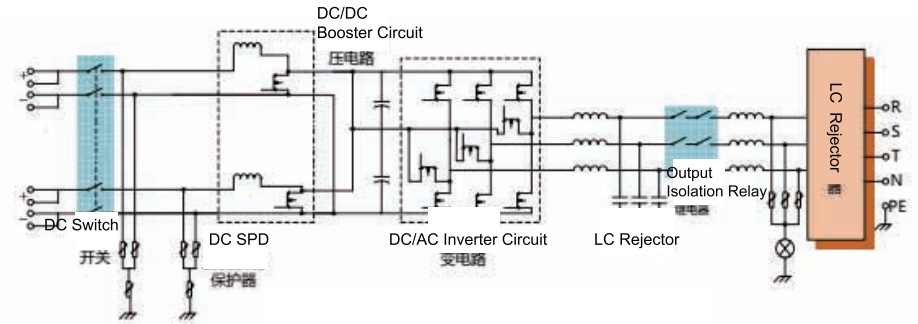 DC/DC
Booster Circuit
压电路
+
−
+
−
DC Switch
开关
DC SPD
保护器
DC/AC Inverter Circuit
变电路
LC Rejector
Output
Isolation Relay
继电器
LC Rejector 器
R
S
T
N
PE